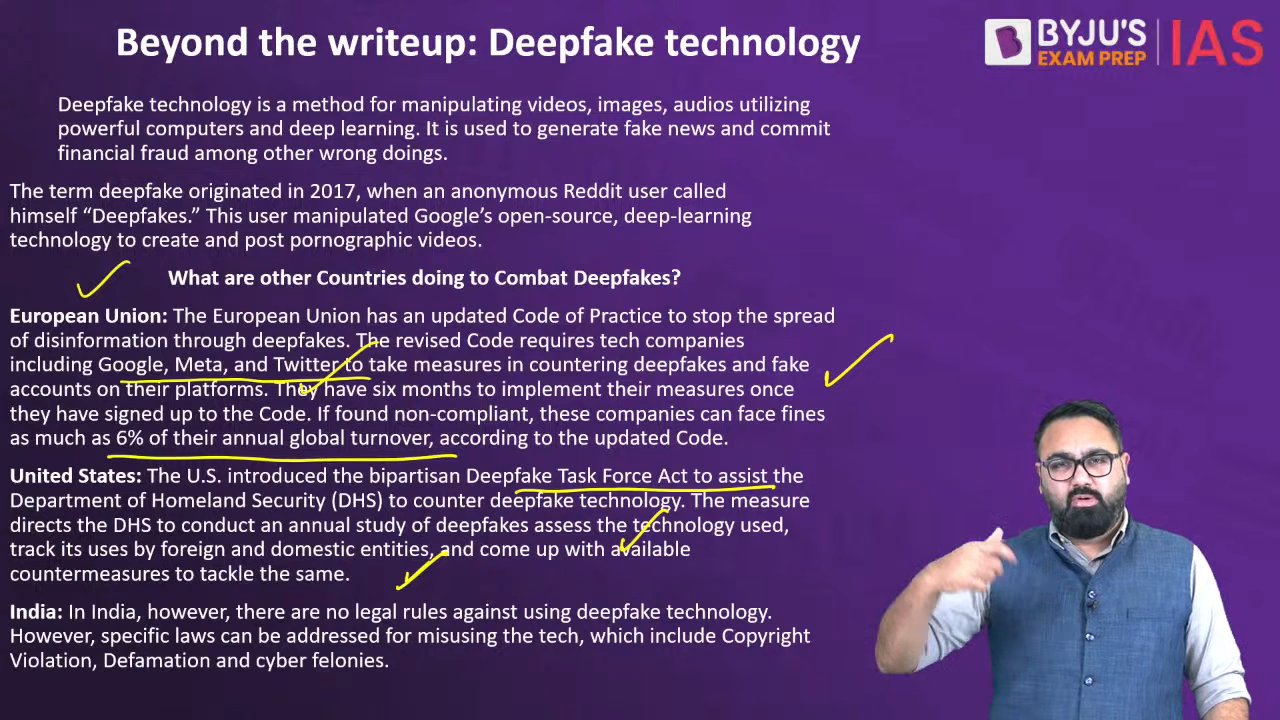 Beyond the writeup: Deepfake technology
BYJU'S
EXAM PREP
IAS
Deepfake technology is a method for manipulating videos, images, audios utilizing
powerful computers and deep learning. It is used to generate fake news and commit
financial fraud among other wrong doings.
The term deepfake originated in 2017, when an anonymous Reddit user called
himself “Deepfakes.” This user manipulated Google’s open-source, deep-learning
technology to create and post pornographic videos.
What are other Countries doing to Combat Deepfakes?
European Union: The European Union has an updated Code of Practice to stop the spread
of disinformation through deepfakes. The revised Code requires tech companies
including Google, Meta, and Twitter to take measures in countering deepfakes and fake
accounts on their platforms. They have six months to implement their measures once
they have signed up to the Code. If found non-compliant, these companies can face fines
as much as 6% of their annual global turnover, according to the updated Code.
United States: The U.S. introduced the bipartisan Deepfake Task Force Act to assist the
Department of Homeland Security (DHS) to counter deepfake technology. The measure
directs the DHS to conduct an annual study of deepfakes assess the technology used,
track its uses by foreign and domestic entities, and come up with available
countermeasures to tackle the same.
India: In India, however, there are no legal rules against using deepfake technology.
However, specific laws can be addressed for misusing the tech, which include Copyright
Violation, Defamation and cyber felonies.